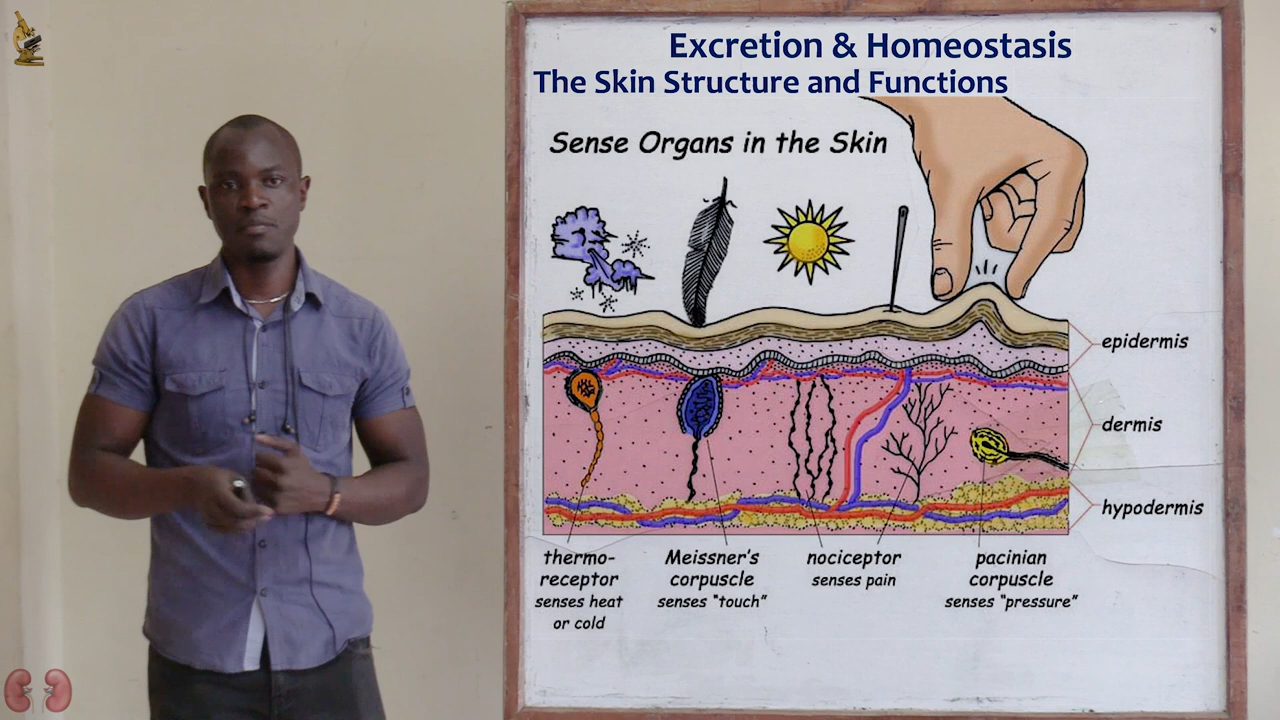 Excretion & Homeostasis
The Skin Structure and Functions
Sense Organs in the Skin
epidermis
dermis
hypodermis
thermo-
receptor
senses heat
or cold
Meissner's
corpuscle
senses "touch"
nociceptor
senses pain
pacinian
corpuscle
senses "pressure"